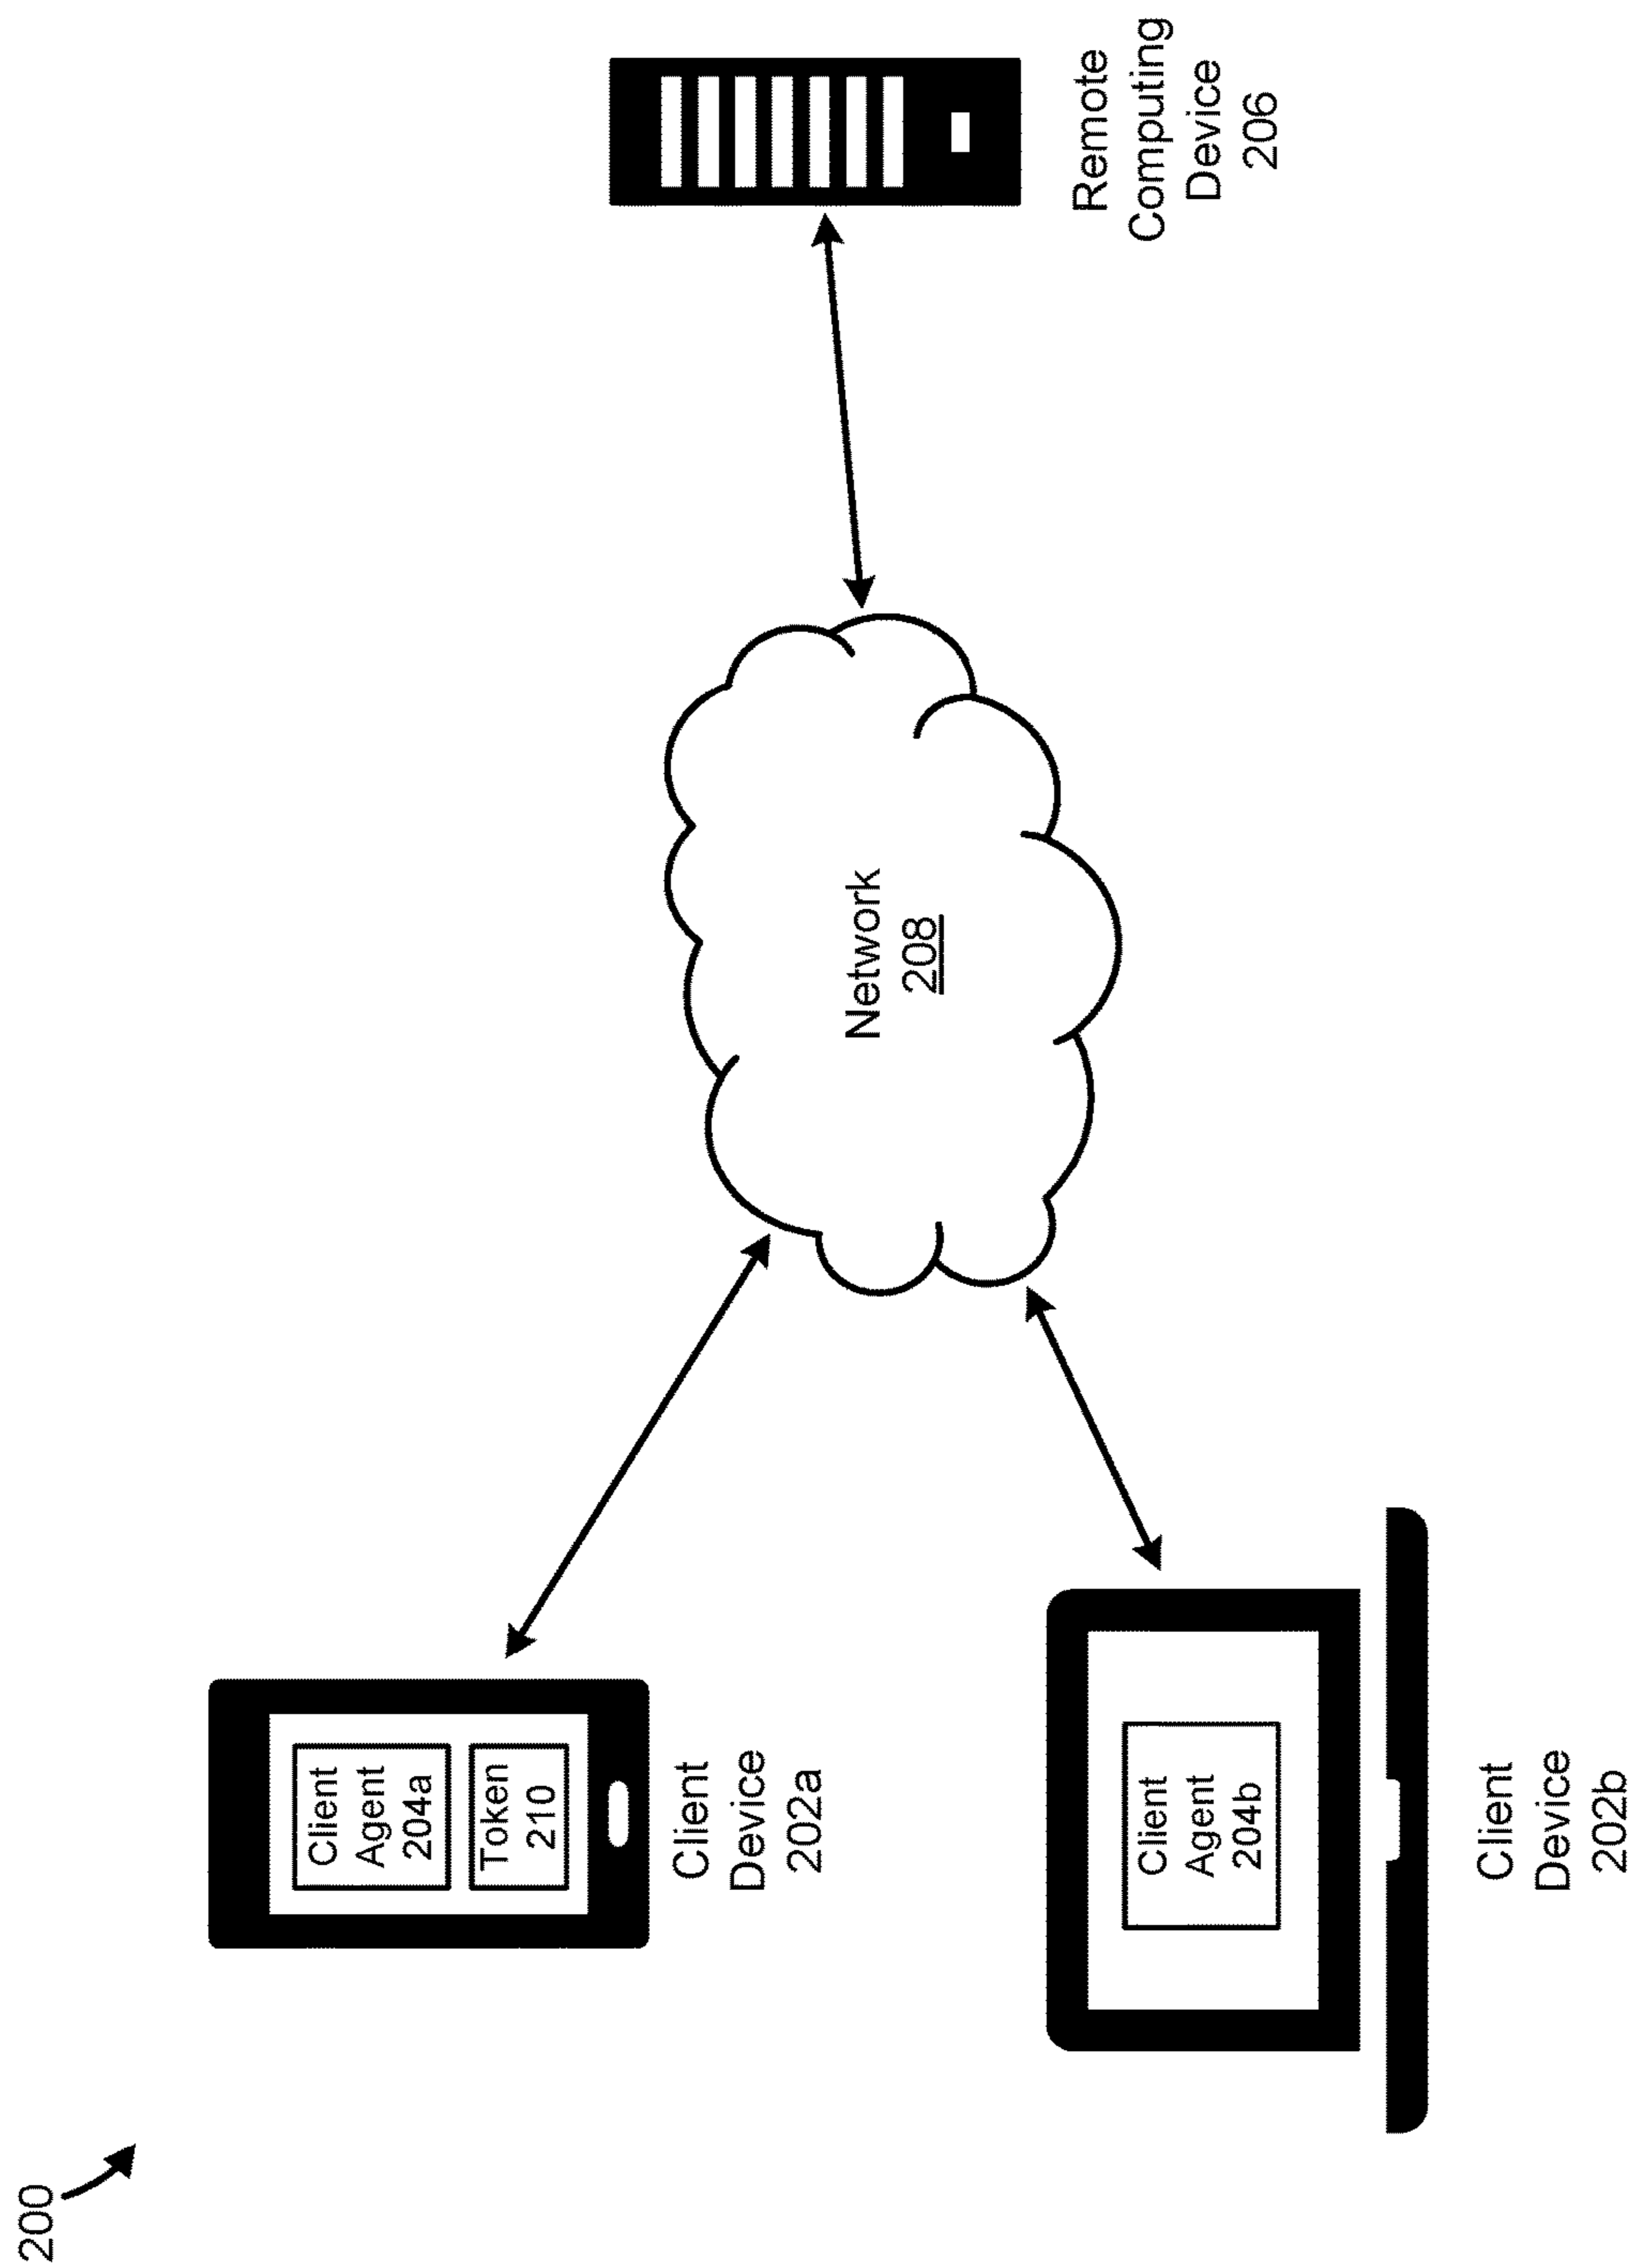 200
Client
Agent
204a
Token
210
Client
Device
202a
Client
Agent
204b
Client
Device
202b
Network
208
Remote
Computing
Device
206